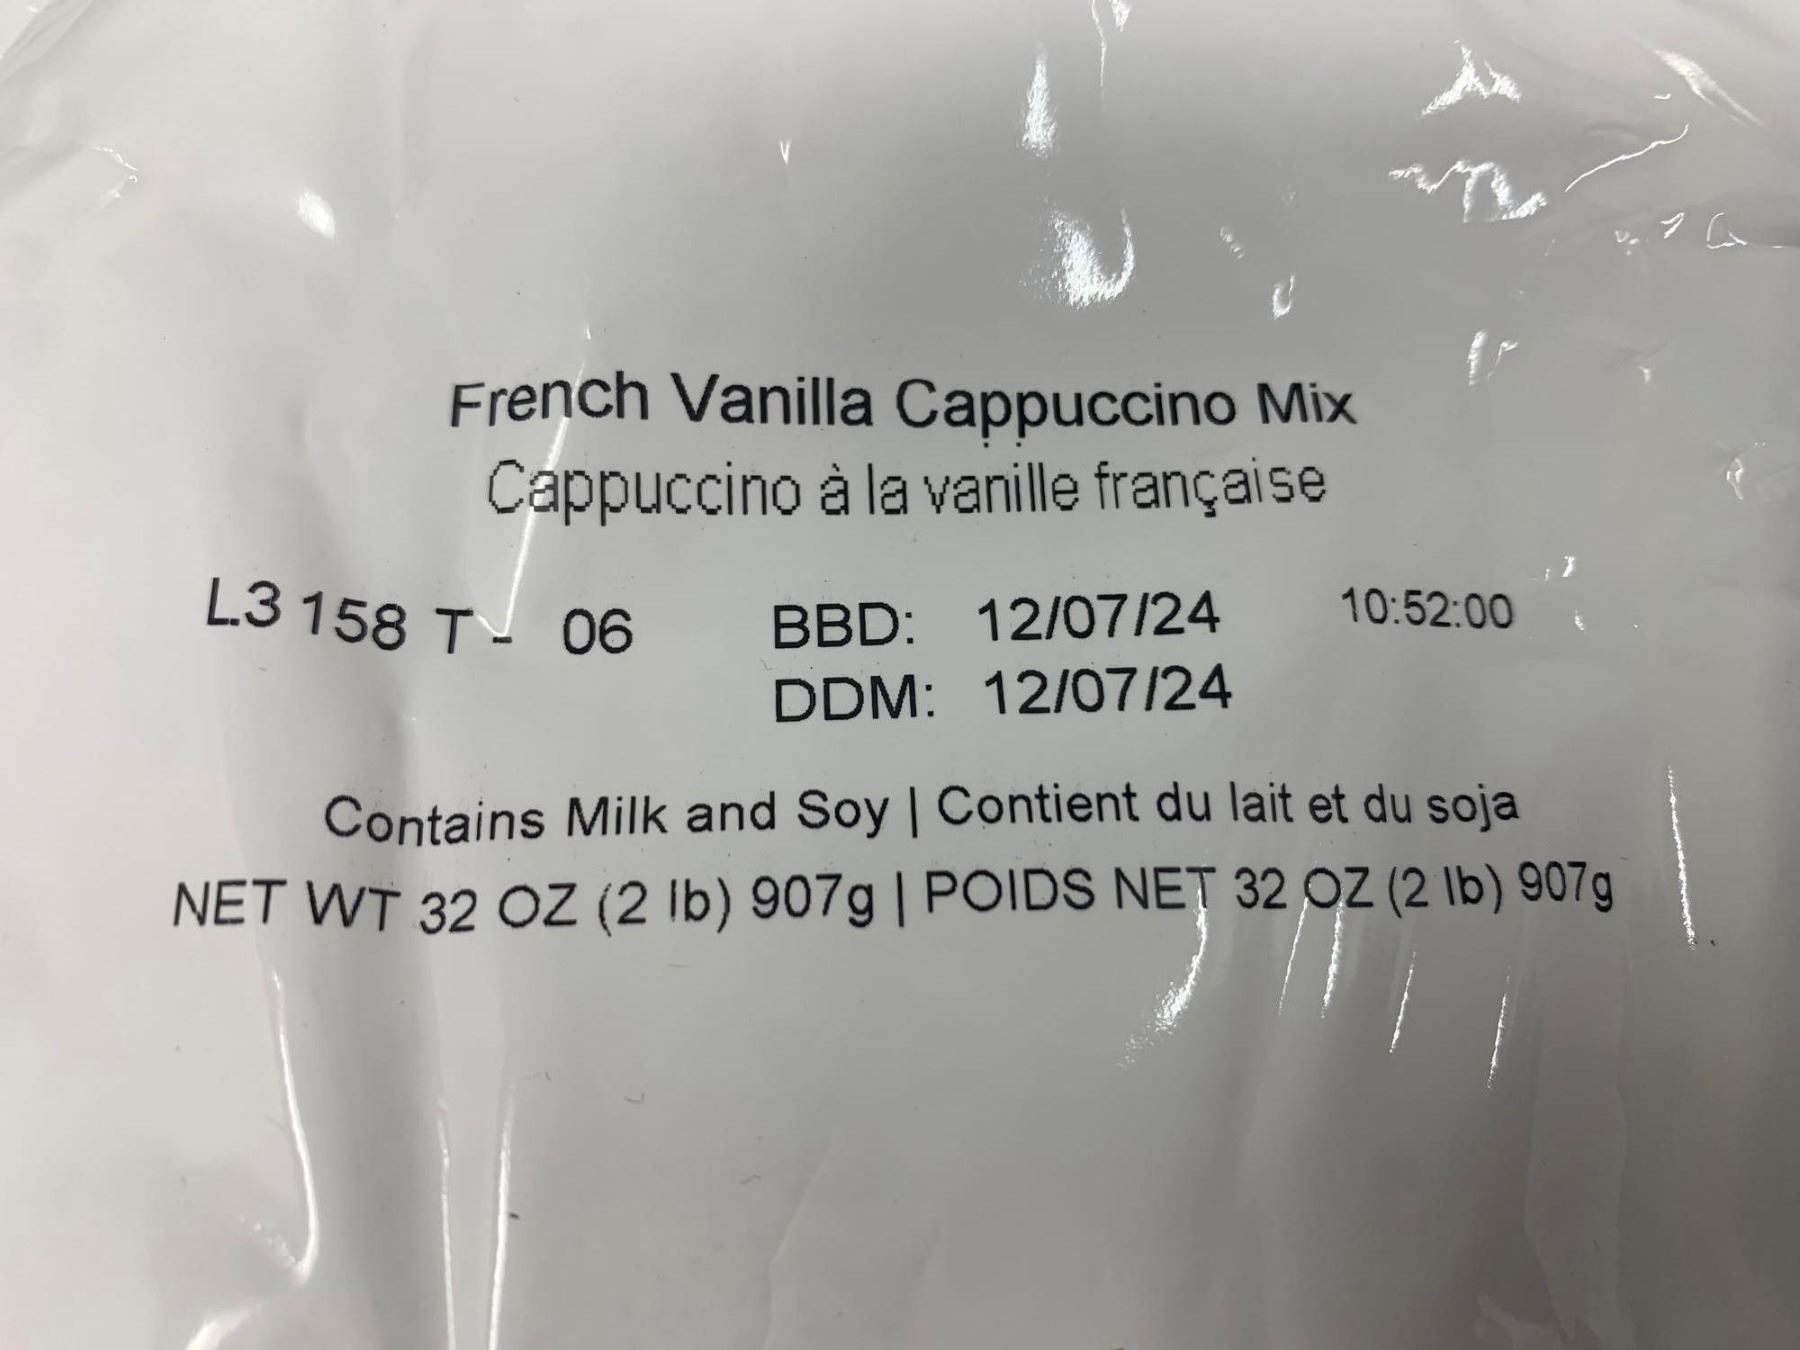 French Vanilla Cappuccino Mix
Cappuccino à la vanille française
L3 158 T - 06 BBD: 12/07/24 10:52:00
DDM: 12/07/24
Contains Milk and Soy | Contient du lait et du soja
NET WT 32 OZ (2 lb) 907g | POIDS NET 32 OZ (2 lb) 907g